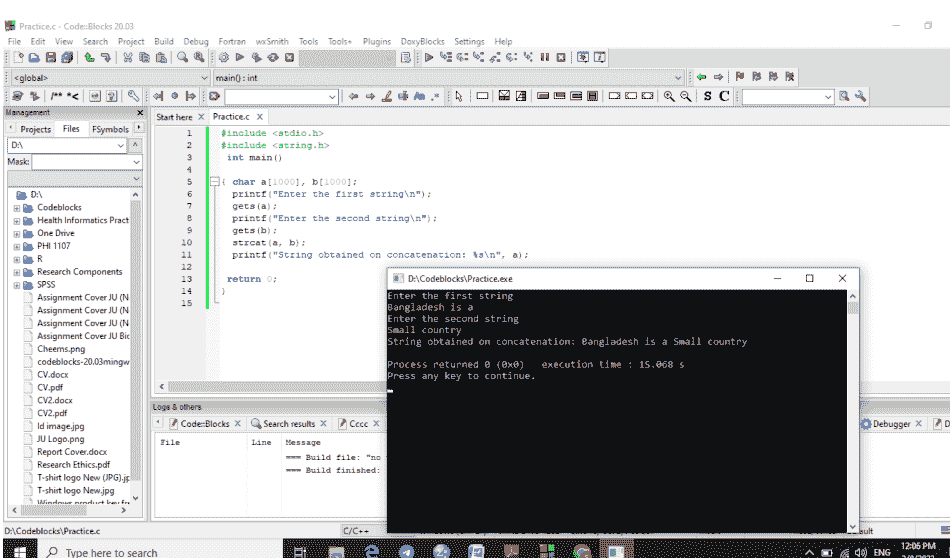 Practice.c - Code::Blocks 20.03
File Edit View Search Project Build Debug Fortran wxSmith Tools Tools+ Plugins DoxyBlocks Settings Help
<global> main() : int
/** *<
S C
Management
Projects Files FSymbols
Start here Practice.c
D:\
Mask:
D:\
Codeblocks
Health Informatics Pract
One Drive
PHI 1107
R
Research Components
SPSS
Assignment Cover JU (N
Assignment Cover JU (N
Assignment Cover JU (N
Assignment Cover JU Bio
Cheems.png
codeblocks-20.03mingw
CV.docx
CV.pdf
CV2.docx
CV2.pdf
Id image.jpg
JU Logo.png
Report Cover.docx
Research Ethics.pdf
T-shirt logo New (JPG).jp
T-shirt logo New.jpg
Windows product key fr
1 #include <stdio.h>
2 #include <string.h>
3 int main()
4
5 { char a[1000], b[1000];
6 printf("Enter the first string\n");
7 gets(a);
8 printf("Enter the second string\n");
9 gets(b);
10 strcat(a, b);
11 printf("String obtained on concatenation: %s\n", a);
12
13 return 0;
14 }
15
D:\Codeblocks\Practice.exe
Enter the first string
Bangladesh is a
Enter the second string
Small country
String obtained on concatenation: Bangladesh is a Small country
Process returned 0 (0x0) execution time : 15.068 s
Press any key to continue.
Logs & others
Code::Blocks Search results Cccc Debugger
File Line Message
=== Build file: "no
=== Build finished:
D:\Codeblocks\Practice.c C/C++ ault
Type here to search ENG 12:05 PM